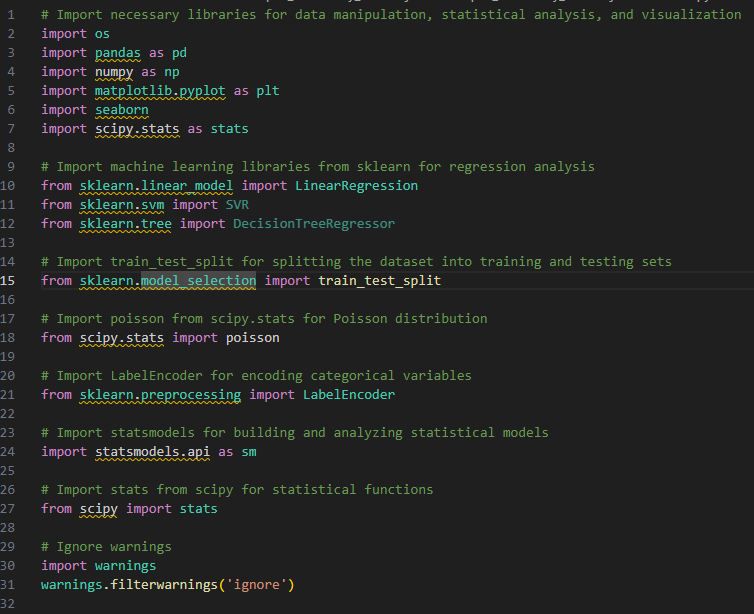 1 # Import necessary libraries for data manipulation, statistical analysis, and visualization
2 import os
3 import pandas as pd
4 import numpy as np
5 import matplotlib.pyplot as plt
6 import seaborn
7 import scipy.stats as stats
8
9 # Import machine learning libraries from sklearn for regression analysis
10 from sklearn.linear_model import LinearRegression
11 from sklearn.svm import SVR
12 from sklearn.tree import DecisionTreeRegressor
13
14 # Import train_test_split for splitting the dataset into training and testing sets
15 from sklearn.model_selection import train_test_split
16
17 # Import poisson from scipy.stats for Poisson distribution
18 from scipy.stats import poisson
19
20 # Import LabelEncoder for encoding categorical variables
21 from sklearn.preprocessing import LabelEncoder
22
23 # Import statsmodels for building and analyzing statistical models
24 import statsmodels.api as sm
25
26 # Import stats from scipy for statistical functions
27 from scipy import stats
28
29 # Ignore warnings
30 import warnings
31 warnings.filterwarnings('ignore')
32